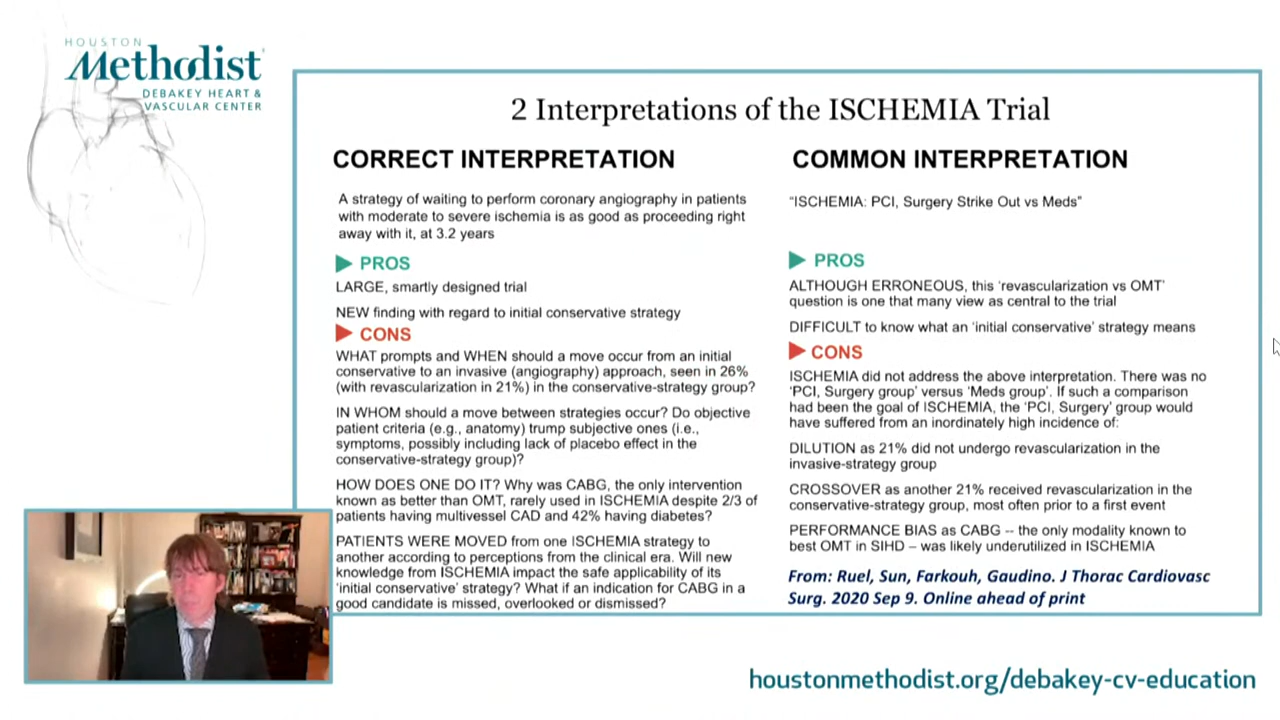 HOUSTON
Methodist
DEBAKEY HEART &
VASCULAR CENTER
2 Interpretations of the ISCHEMIA Trial
CORRECT INTERPRETATION
A strategy of waiting to perform coronary angiography in patients
with moderate to severe ischemia is as good as proceeding right
away with it, at 3.2 years
PROS
LARGE, smartly designed trial
NEW finding with regard to initial conservative strategy
CONS
WHAT prompts and WHEN should a move occur from an initial
conservative to an invasive (angiography) approach, seen in 26%
(with revascularization in 21%) in the conservative-strategy group?
IN WHOM should a move between strategies occur? Do objective
patient criteria (e.g., anatomy) trump subjective ones (i.e.,
symptoms, possibly including lack of placebo effect in the
conservative-strategy group)?
HOW DOES ONE DO IT? Why was CABG, the only intervention
known as better than OMT, rarely used in ISCHEMIA despite 2/3 of
patients having multivessel CAD and 42% having diabetes?
PATIENTS WERE MOVED from one ISCHEMIA strategy to
another according to perceptions from the clinical era. Will new
knowledge from ISCHEMIA impact the safe applicability of its
'initial conservative' strategy? What if an indication for CABG in a
good candidate is missed, overlooked or dismissed?
COMMON INTERPRETATION
"ISCHEMIA: PCI, Surgery Strike Out vs Meds"
PROS
ALTHOUGH ERRONEOUS, this 'revascularization vs OMT'
question is one that many view as central to the trial
DIFFICULT to know what an 'initial conservative' strategy means
CONS
ISCHEMIA did not address the above interpretation. There was no
'PCI, Surgery group' versus 'Meds group'. If such a comparison
had been the goal of ISCHEMIA, the 'PCI, Surgery' group would
have suffered from an inordinately high incidence of:
DILUTION as 21% did not undergo revascularization in the
invasive-strategy group
CROSSOVER as another 21% received revascularization in the
conservative-strategy group, most often prior to a first event
PERFORMANCE BIAS as CABG -- the only modality known to
best OMT in SIHD – was likely underutilized in ISCHEMIA
From: Ruel, Sun, Farkouh, Gaudino. J Thorac Cardiovasc
Surg. 2020 Sep 9. Online ahead of print
houstonmethodist.org/debakey-cv-education